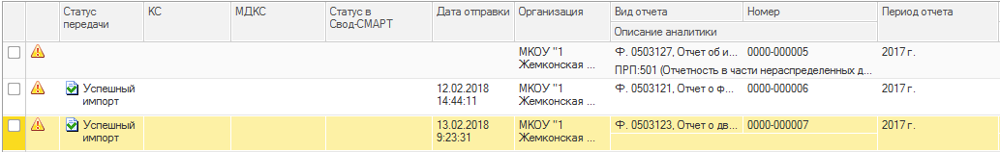 Статус передачи КС МДКС Статус в Свод-СМАРТ Дата отправки Организация Вид отчета Номер Период отчета
Описание аналитики
МКОУ "1 Жемконская ... Ф. 0503127, Отчет об и... 0000-000005 2017 г.
ПРП:501 (Отчетность в части нераспределенных д...
Успешный импорт 12.02.2018 14:44:11 МКОУ "1 Жемконская ... Ф. 0503121, Отчет о ф... 0000-000006 2017 г.
Успешный импорт 13.02.2018 9:23:31 МКОУ "1 Жемконская ... Ф. 0503123, Отчет о дв... 0000-000007 2017 г.